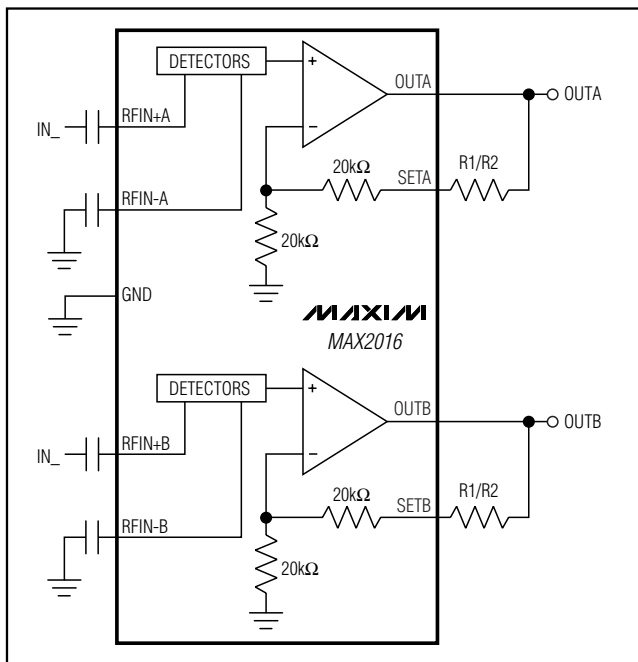 DETECTORS
+
OUTA
OUTA
IN_
RFIN+A
−
20kΩ
SETA
R1/R2
RFIN-A
20kΩ
GND
MAXIM
MAX2016
DETECTORS
+
OUTB
OUTB
IN_
RFIN+B
−
20kΩ
SETB
R1/R2
RFIN-B
20kΩ